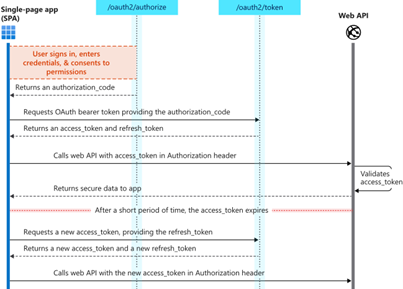 Single-page app
(SPA)
/oauth2/authorize
/oauth2/token
Web API
User signs in, enters
credentials, & consents to
permissions
Returns an authorization_code
Requests OAuth bearer token providing the authorization_code
Returns an access_token and refresh_token
Calls web API with access_token in Authorization header
Validates
access_token
Returns secure data to app
After a short period of time, the access_token expires
Requests a new access_token, providing the refresh_token
Returns a new access_token and a new refresh_token
Calls web API with the new access_token in Authorization header